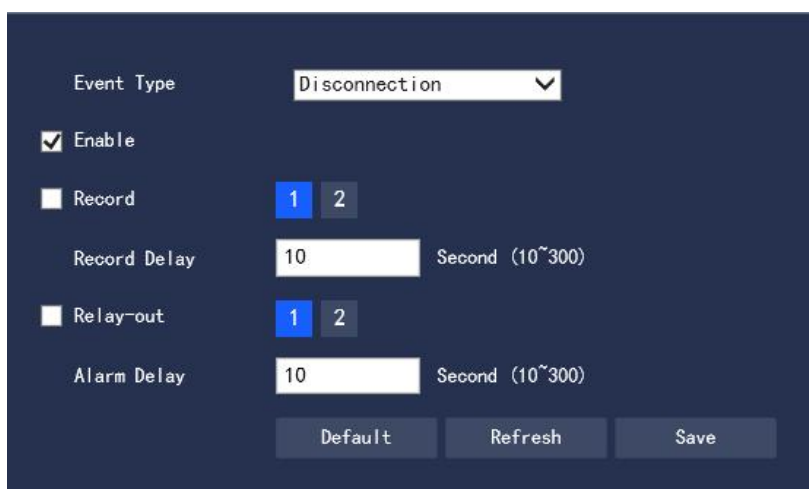 Event Type Disconnection
Enable
Record 1 2
Record Delay 10 Second (10~300)
Relay-out 1 2
Alarm Delay 10 Second (10~300)
Default Refresh Save